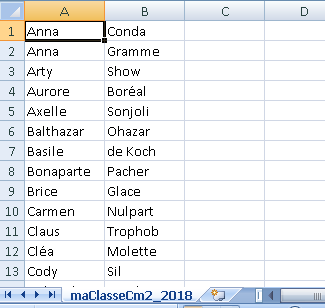 A B C D
1 Anna Conda
2 Anna Gramme
3 Arty Show
4 Aurore Boréal
5 Axelle Sonjoli
6 Balthazar Ohazar
7 Basile de Koch
8 Bonaparte Pacher
9 Brice Glace
10 Carmen Nulpart
11 Claus Trophob
12 Cléa Molette
13 Cody Sil
maClasseCm2_2018